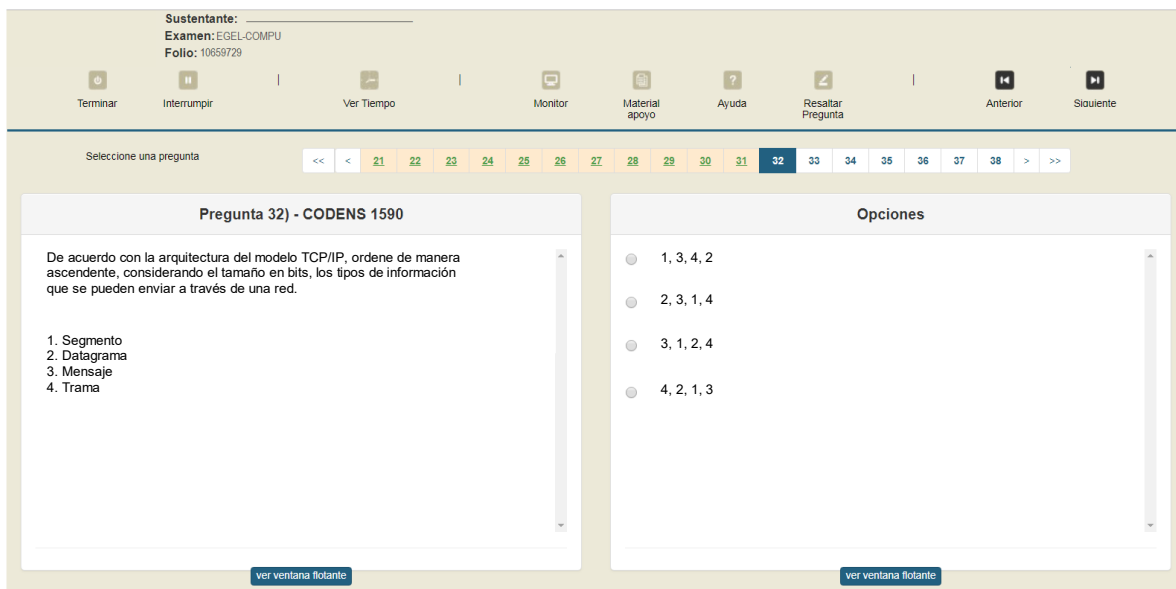 Sustentante:
Examen: EGEL-COMPU
Folio: 10659729
Terminar Interrumpir | Ver Tiempo | Monitor Material apoyo Ayuda Resaltar Pregunta | Anterior Siguiente
Seleccione una pregunta << < 21 22 23 24 25 26 27 28 29 30 31 32 33 34 35 36 37 38 > >>
Pregunta 32) - CODENS 1590
De acuerdo con la arquitectura del modelo TCP/IP, ordene de manera
ascendente, considerando el tamaño en bits, los tipos de información
que se pueden enviar a través de una red.
1. Segmento
2. Datagrama
3. Mensaje
4. Trama
ver ventana flotante
Opciones
1, 3, 4, 2
2, 3, 1, 4
3, 1, 2, 4
4, 2, 1, 3
ver ventana flotante